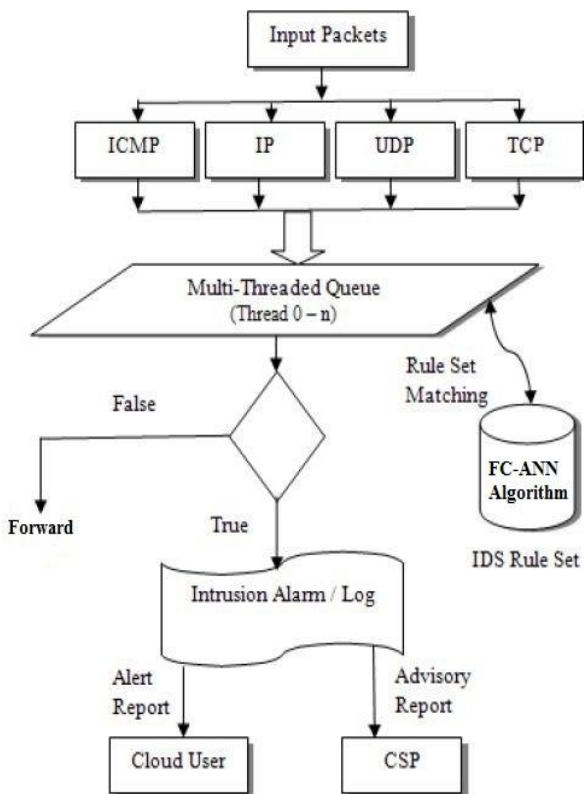 Input Packets
ICMP
IP
UDP
TCP
Multi-Threaded Queue
(Thread 0 – n)
Rule Set
Matching
False
FC-ANN
Algorithm
Forward
True
IDS Rule Set
Intrusion Alarm / Log
Alert
Report
Advisory
Report
Cloud User
CSP